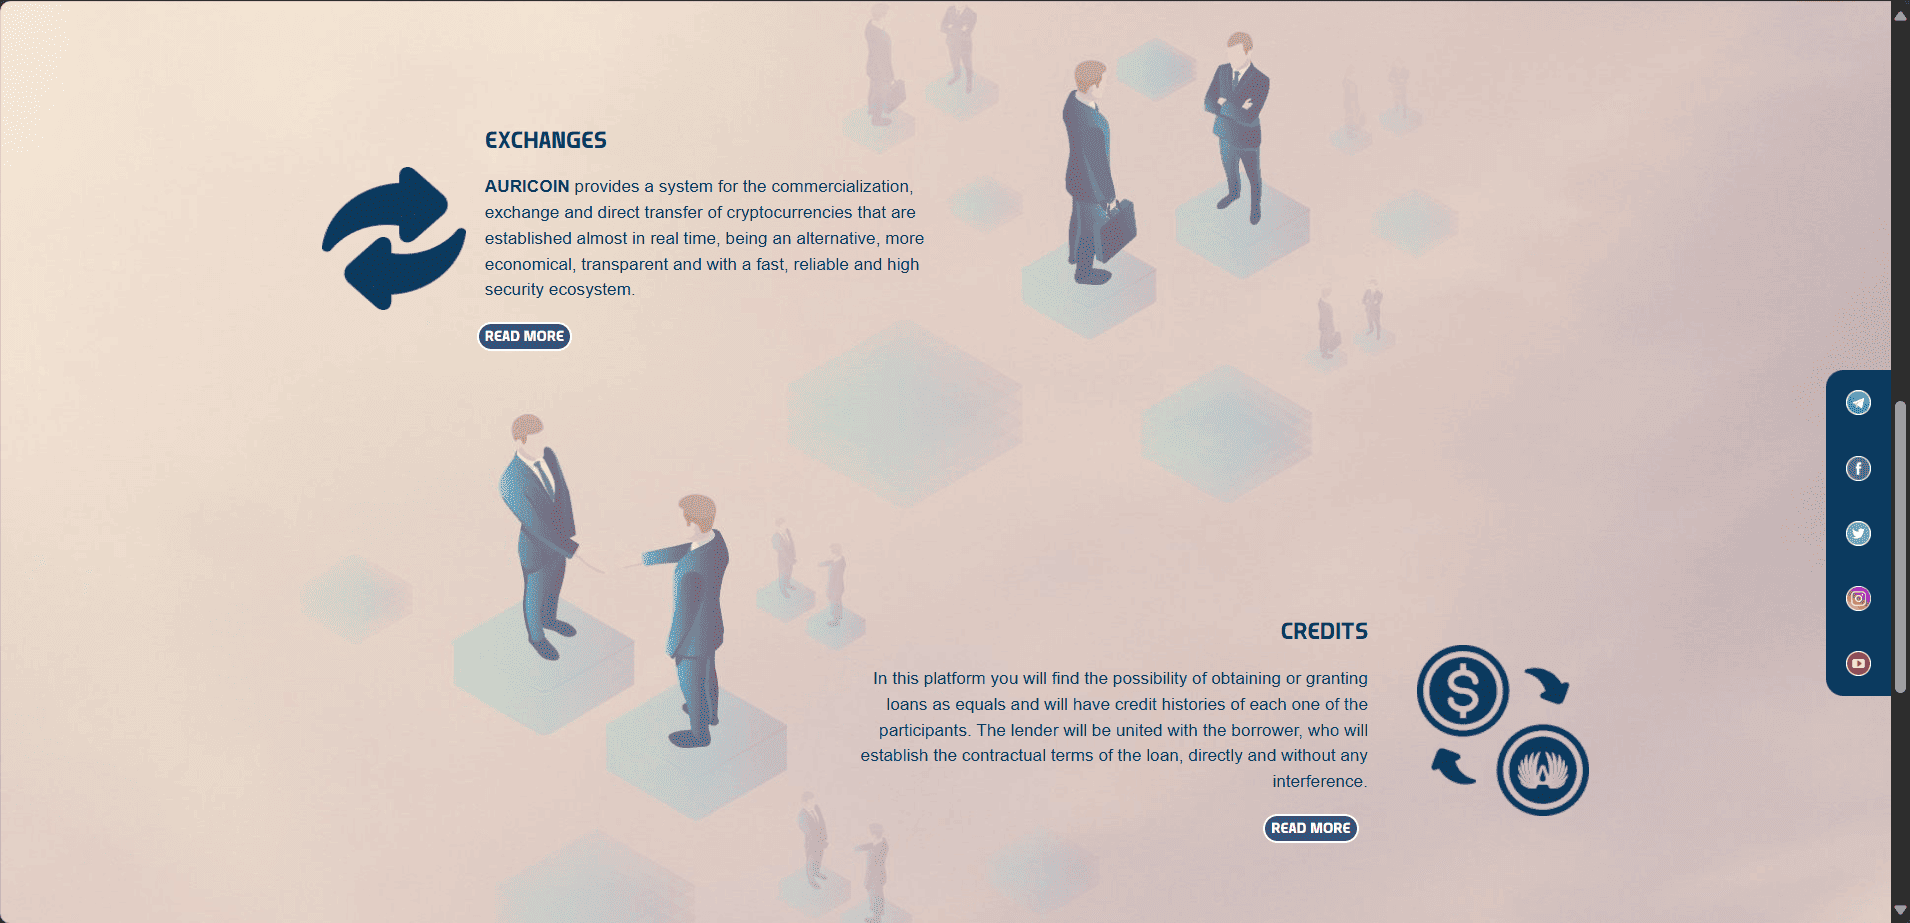 EXCHANGES
AURICOIN provides a system for the commercialization,
exchange and direct transfer of cryptocurrencies that are
established almost in real time, being an alternative, more
economical, transparent and with a fast, reliable and high
security ecosystem.
READ MORE
CREDITS
In this platform you will find the possibility of obtaining or granting
loans as equals and will have credit histories of each one of the
participants. The lender will be united with the borrower, who will
establish the contractual terms of the loan, directly and without any
interference.
READ MORE